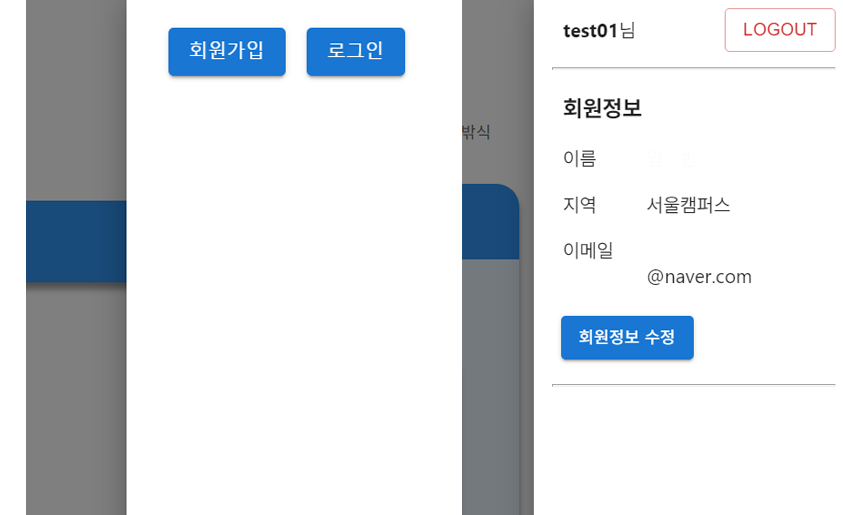 회원가입 로그인
밖식
test01님 LOGOUT
회원정보
이름
지역 서울캠퍼스
이메일
@naver.com
회원정보 수정